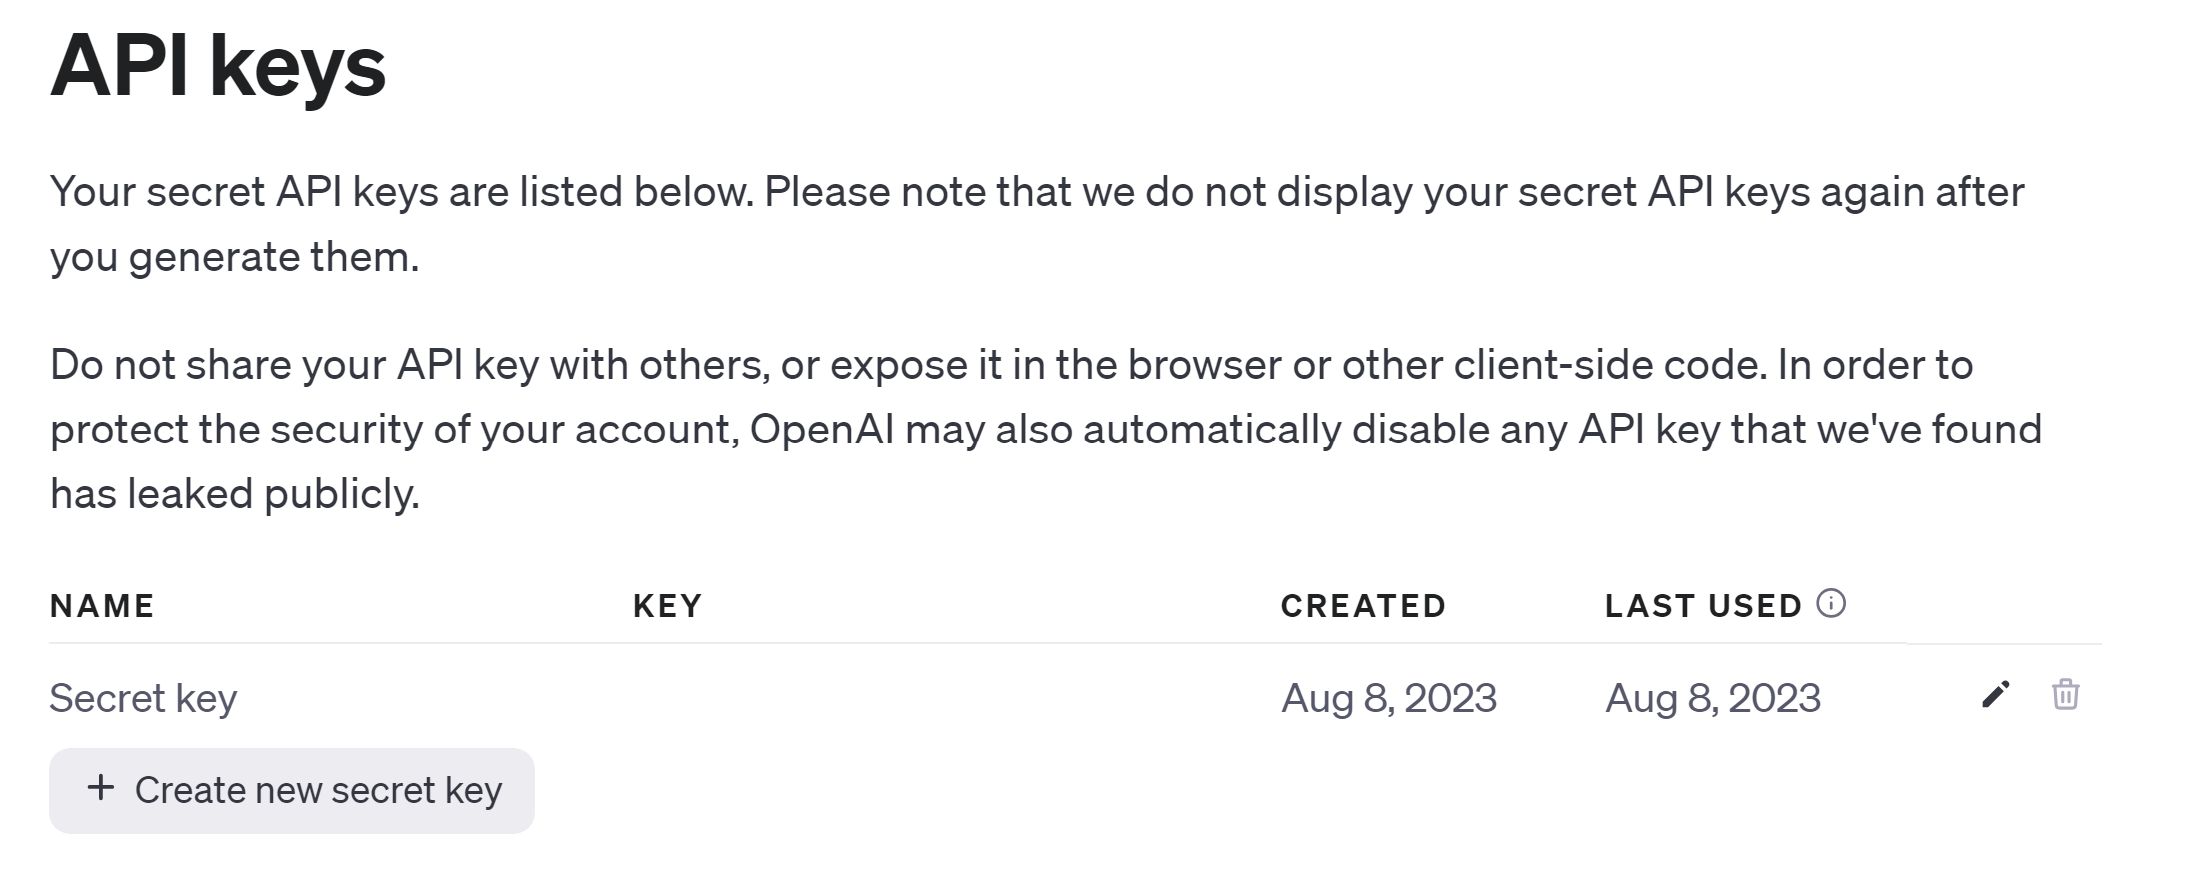 API keys
Your secret API keys are listed below. Please note that we do not display your secret API keys again after
you generate them.
Do not share your API key with others, or expose it in the browser or other client-side code. In order to
protect the security of your account, OpenAI may also automatically disable any API key that we've found
has leaked publicly.
NAME KEY CREATED LAST USED
Secret key Aug 8, 2023 Aug 8, 2023
+ Create new secret key